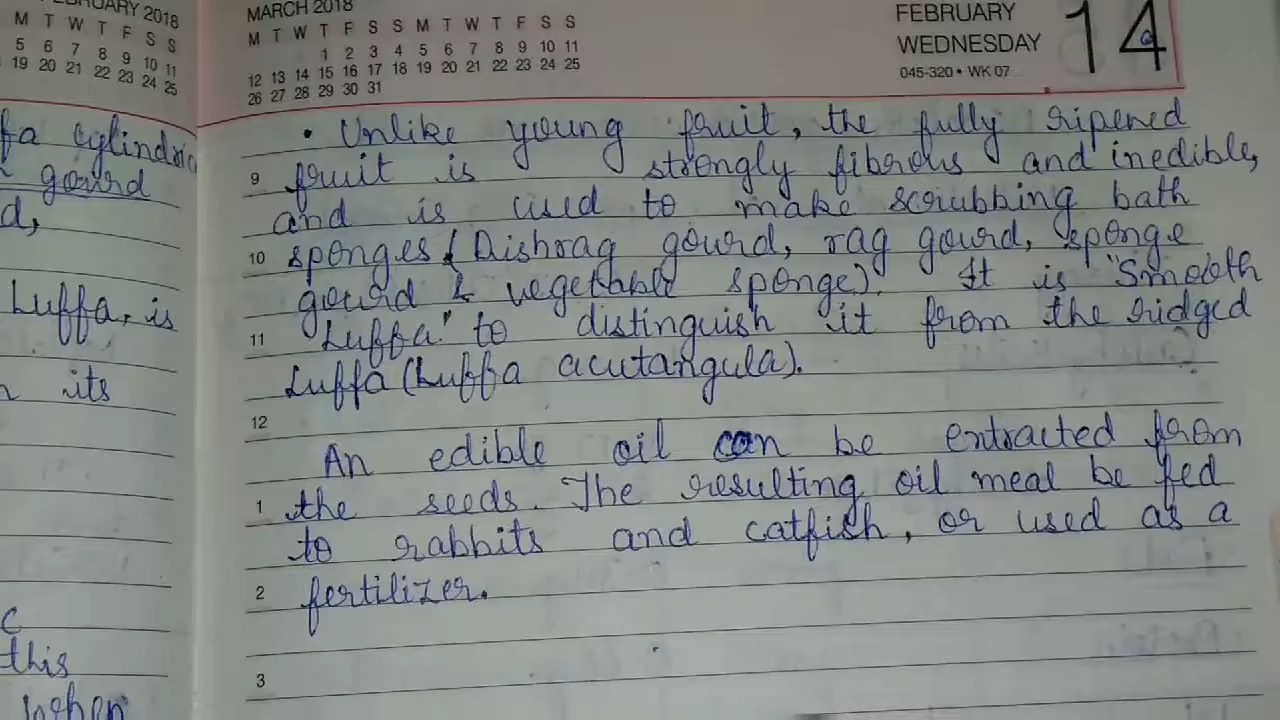 FEBRUARY 2018
M T W T F S S
5 6 7 8 9 10 11
19 20 21 22 23 24 25
fa cylindric
gourd
d,
Luffa, is
its
this
when
MARCH 2018
M T W T F S S M T W T F S S
1 2 3 4 5 6 7 8 9 10 11
12 13 14 15 16 17 18 19 20 21 22 23 24 25
26 27 28 29 30 31
FEBRUARY
WEDNESDAY
045-320 • WK 07
14
• Unlike young fruit, the fully ripened
9 fruit is strongly fiberous and inedible,
and is used to make scrubbing bath
10 sponges (Dishrag gourd, rag gourd, sponge
gourd & vegetable sponge). It is "Smooth
11 Luffa" to distinguish it from the ridged
Luffa (Luffa acutangula).
12
An edible oil can be entracted from
1 the seeds. The resulting oil meal be fed
to rabbits and catfish, or used as a
2 fertilizer.
3